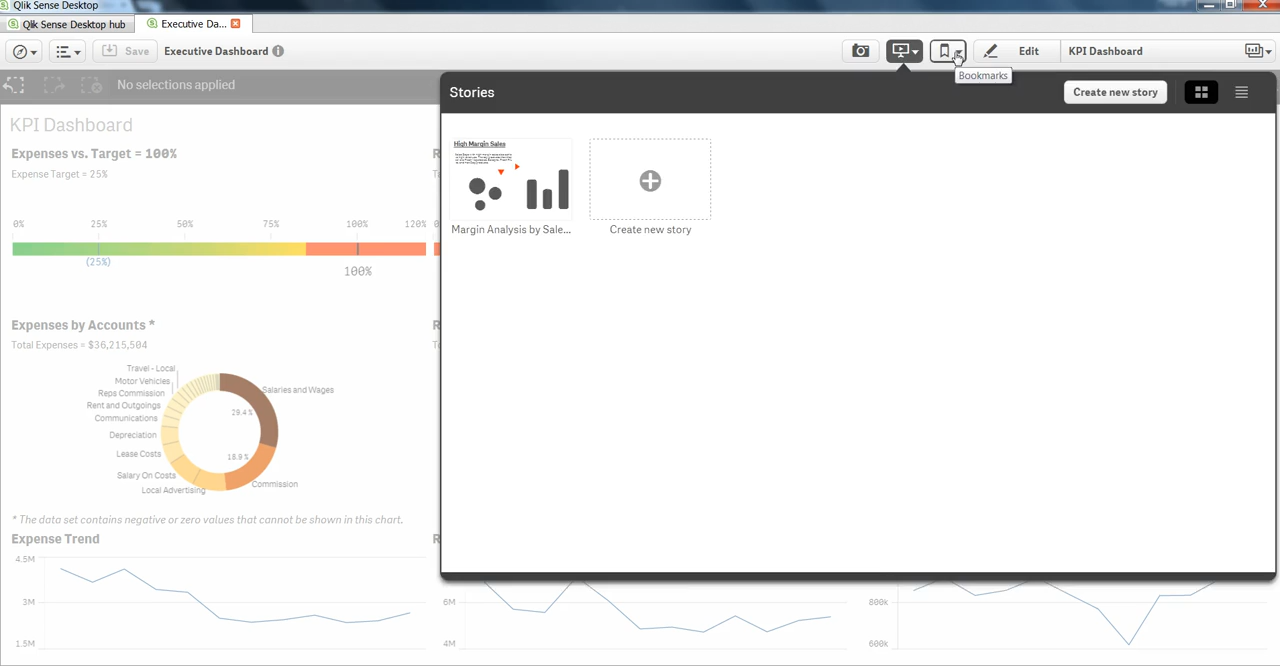 Qlik Sense Desktop
Qlik Sense Desktop hub
Executive Da...
Save
Executive Dashboard
Edit
KPI Dashboard
Bookmarks
No selections applied
Stories
Create new story
KPI Dashboard
Expenses vs. Target = 100%
Expense Target = 25%
0% 25% 50% 75% 100% 120%
(25%)
100%
High Margin Sales
Margin Analysis by Sale...
Create new story
Expenses by Accounts *
Total Expenses = $36,215,504
Travel - Local
Motor Vehicles
Reps Commission
Rent and Outgoings
Communications
Depreciation
Lease Costs
Salary On Costs
Local Advertising
Salaries and Wages
29.4 %
18.9 %
Commission
* The data set contains negative or zero values that cannot be shown in this chart.
Expense Trend
4.5M
3M
1.5M
6M
4M
800k
600k